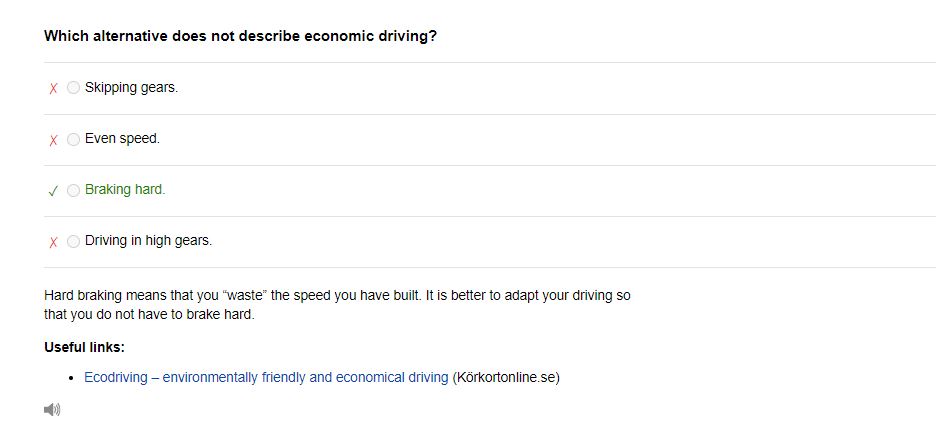 Which alternative does not describe economic driving?
Skipping gears.
Even speed.
Braking hard.
Driving in high gears.
Hard braking means that you “waste” the speed you have built. It is better to adapt your driving so
that you do not have to brake hard.
Useful links:
Ecodriving – environmentally friendly and economical driving (Körkortonline.se)